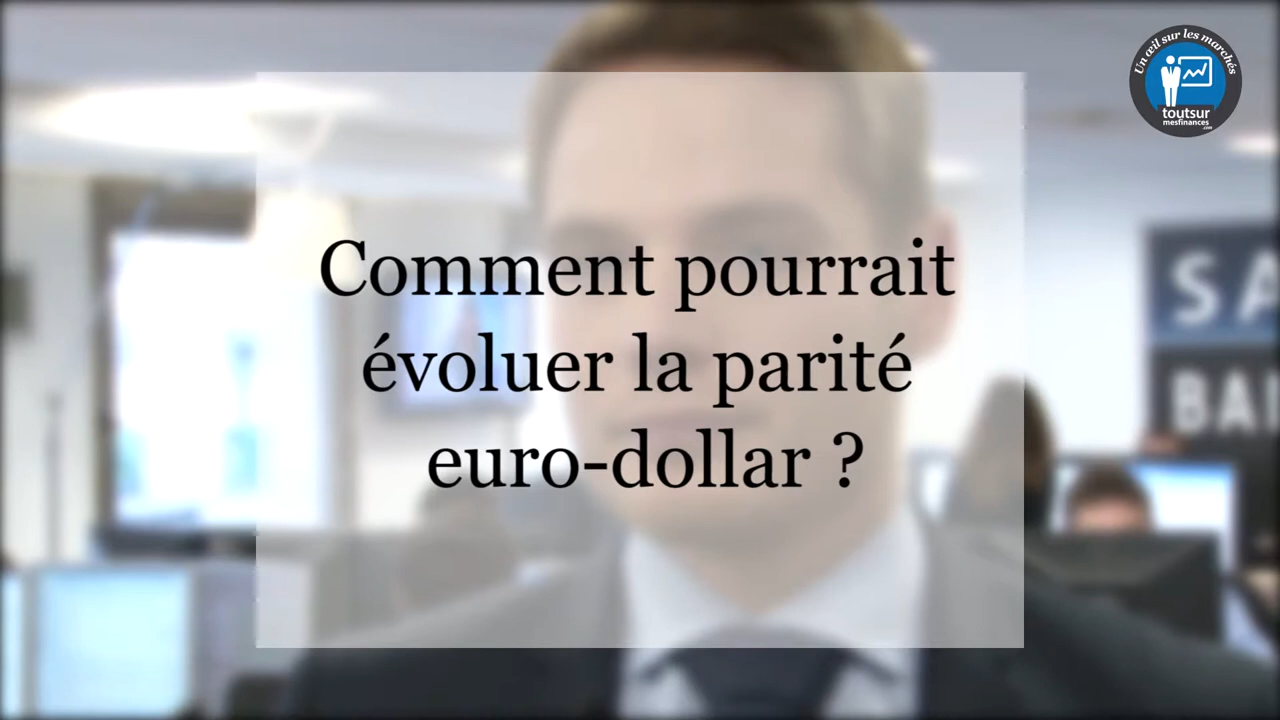 Un œil sur les marchés
toutsur
mesfinances
.com
Comment pourrait
évoluer la parité
euro-dollar ?
SA
BA